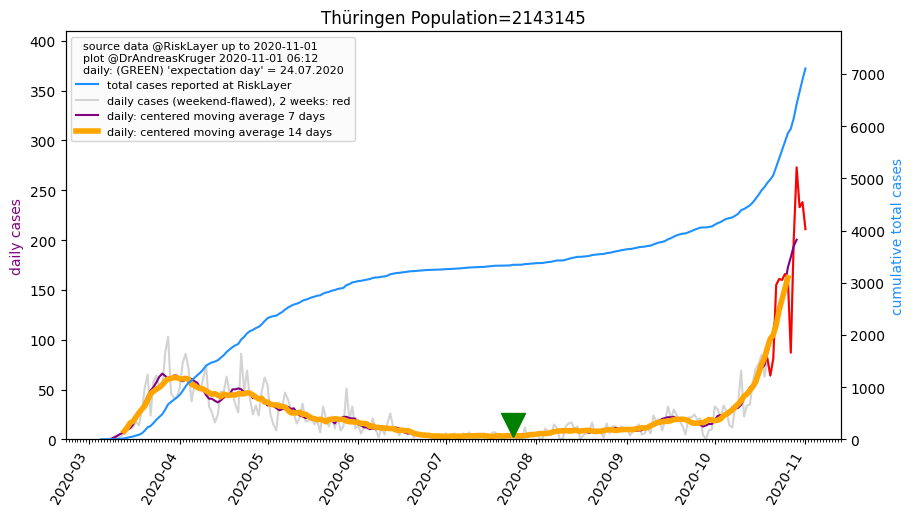 Thüringen Population=2143145
source data @RiskLayer up to 2020-11-01
plot @DrAndreasKruger 2020-11-01 06:12
daily: (GREEN) 'expectation day' = 24.07.2020
total cases reported at RiskLayer
daily cases (weekend-flawed), 2 weeks: red
daily: centered moving average 7 days
daily: centered moving average 14 days
daily cases
400
350
300
250
200
150
100
50
0
cumulative total cases
7000
6000
5000
4000
3000
2000
1000
0
2020-03
2020-04
2020-05
2020-06
2020-07
2020-08
2020-09
2020-10
2020-11